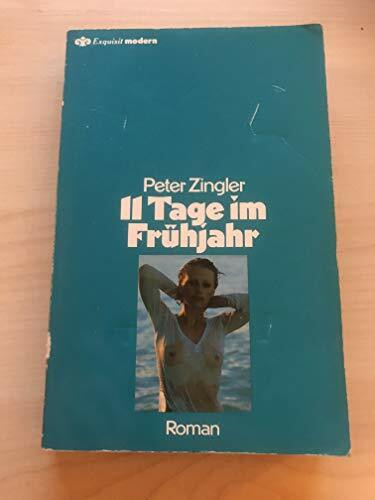 Exquisit modern
Peter Zingler
11 Tage im
Frühjahr
Roman